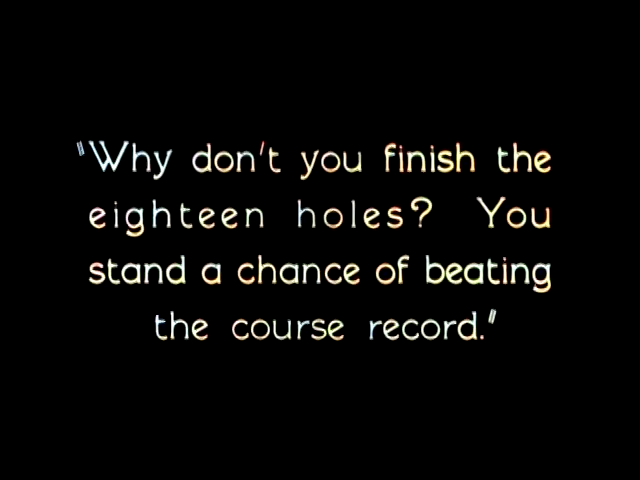 "Why don't you finish the
eighteen holes? You
stand a chance of beating
the course record."